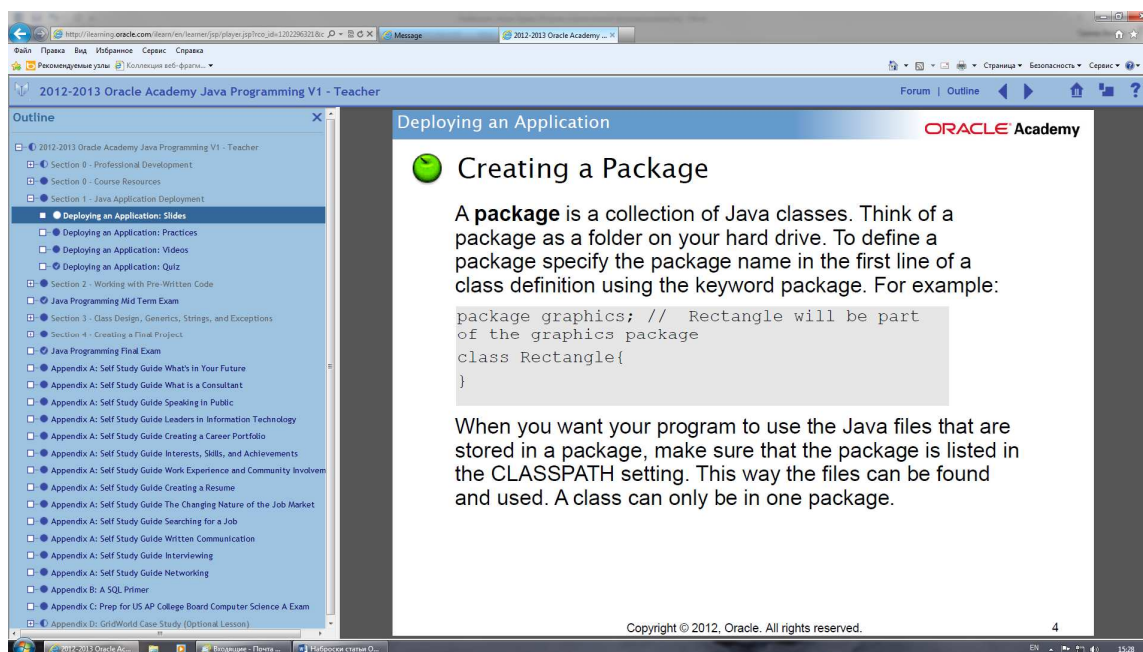 http://ilearning.oracle.com/ilearn/en/learner/jsp/player.jsp?rco_id=1202296321&c
Message
2012-2013 Oracle Academy ...
Файл Правка Вид Избранное Сервис Справка
Рекомендуемые узлы Коллекция веб-фрагм...
Страница Безопасность Сервис
2012-2013 Oracle Academy Java Programming V1 - Teacher
Forum | Outline
Outline
2012-2013 Oracle Academy Java Programming V1 - Teacher
Section 0 - Professional Development
Section 0 - Course Resources
Section 1 - Java Application Deployment
Deploying an Application: Slides
Deploying an Application: Practices
Deploying an Application: Videos
Deploying an Application: Quiz
Section 2 - Working with Pre-Written Code
Java Programming Mid Term Exam
Section 3 - Class Design, Generics, Strings, and Exceptions
Section 4 - Creating a Final Project
Java Programming Final Exam
Appendix A: Self Study Guide What's in Your Future
Appendix A: Self Study Guide What is a Consultant
Appendix A: Self Study Guide Speaking in Public
Appendix A: Self Study Guide Leaders in Information Technology
Appendix A: Self Study Guide Creating a Career Portfolio
Appendix A: Self Study Guide Interests, Skills, and Achievements
Appendix A: Self Study Guide Work Experience and Community Involvem
Appendix A: Self Study Guide Creating a Resume
Appendix A: Self Study Guide The Changing Nature of the Job Market
Appendix A: Self Study Guide Searching for a Job
Appendix A: Self Study Guide Written Communication
Appendix A: Self Study Guide Interviewing
Appendix A: Self Study Guide Networking
Appendix B: A SQL Primer
Appendix C: Prep for US AP College Board Computer Science A Exam
Appendix D: GridWorld Case Study (Optional Lesson)
Deploying an Application
ORACLE Academy
Creating a Package
A package is a collection of Java classes. Think of a
package as a folder on your hard drive. To define a
package specify the package name in the first line of a
class definition using the keyword package. For example:
package graphics; // Rectangle will be part
of the graphics package
class Rectangle{
}
When you want your program to use the Java files that are
stored in a package, make sure that the package is listed in
the CLASSPATH setting. This way the files can be found
and used. A class can only be in one package.
Copyright © 2012, Oracle. All rights reserved.
4
2012-2013 Oracle Ac...
Входящие - Почта ...
Наброски статьи O...
EN
15:28